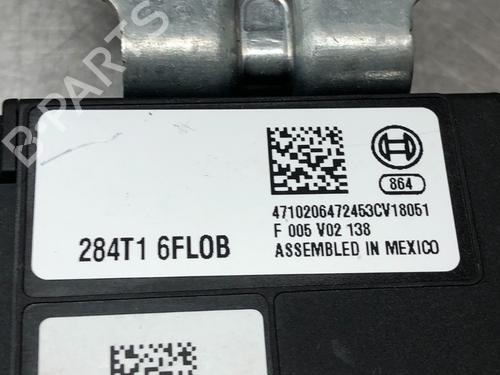 B-PARTS
864
4710206472453CV18051
F 005 V02 138
284T1 6FL0B
ASSEMBLED IN MEXICO